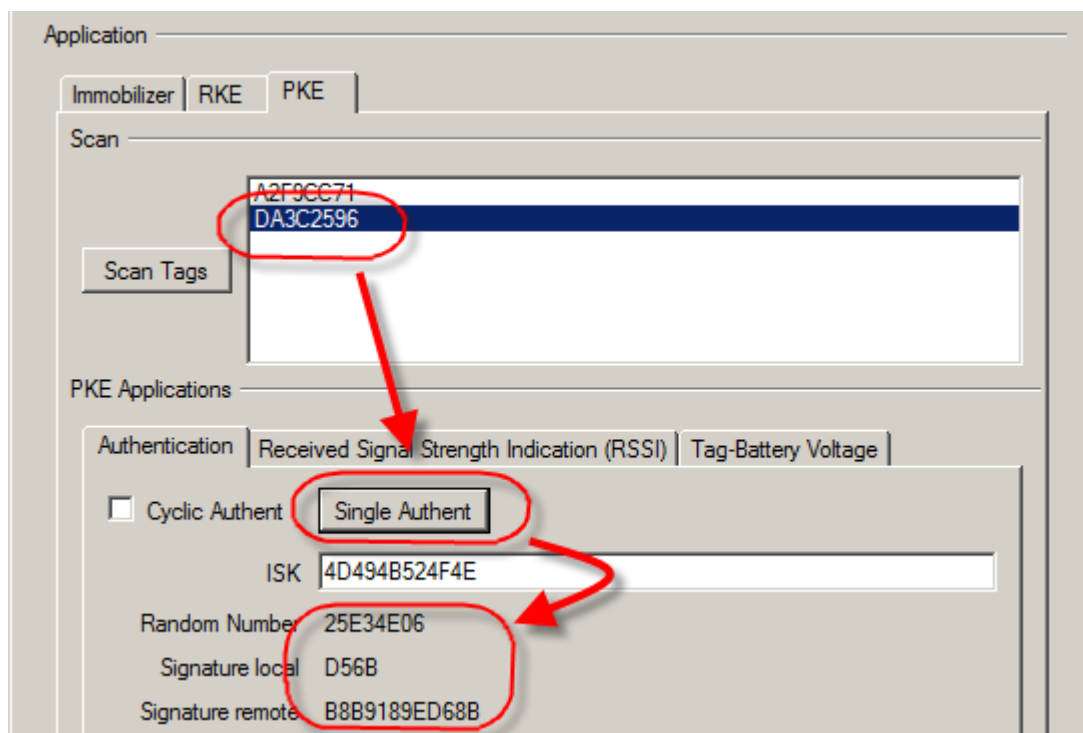 Application
Immobilizer RKE PKE
Scan
A2F9CC71
DA3C2596
Scan Tags
PKE Applications
Authentication Received Signal Strength Indication (RSSI) Tag-Battery Voltage
Cyclic Authent Single Authent
ISK 4D494B524F4E
Random Number 25E34E06
Signature local D56B
Signature remote B8B9189ED68B